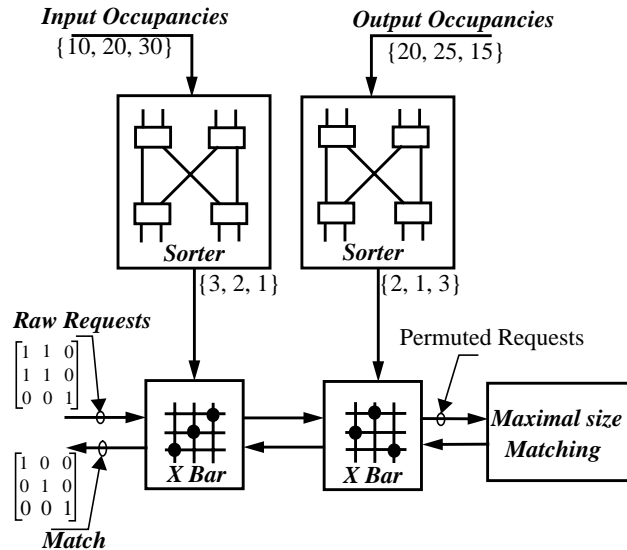 Input Occupancies
Output Occupancies
{10, 20, 30}
{20, 25, 15}
Sorter
Sorter
{3, 2, 1}
{2, 1, 3}
Raw Requests
1 1 0
1 1 0
0 0 1
Permuted Requests
X Bar
X Bar
Maximal size
Matching
1 0 0
0 1 0
0 0 1
Match